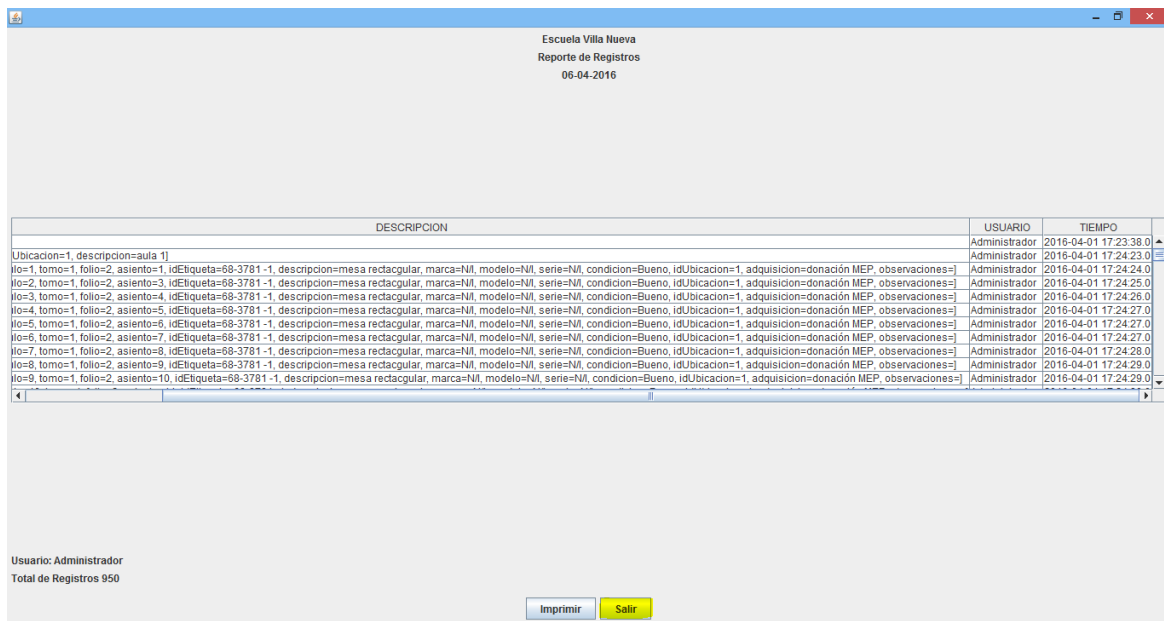 Escuela Villa Nueva
Reporte de Registros
06-04-2016
DESCRIPCION USUARIO TIEMPO
Administrador 2016-04-01 17:23:38.0
Ubicacion=1, descripcion=aula 1] Administrador 2016-04-01 17:24:23.0
ılo=1, tomo=1, folio=2, asiento=1, idEtiqueta=68-3781 -1, descripcion=mesa rectacgular, marca=N/I, modelo=N/I, serie=N/I, condicion=Bueno, idUbicacion=1, adquisicion=donación MEP, observaciones=] Administrador 2016-04-01 17:24:24.0
ılo=2, tomo=1, folio=2, asiento=3, idEtiqueta=68-3781 -1, descripcion=mesa rectacgular, marca=N/I, modelo=N/I, serie=N/I, condicion=Bueno, idUbicacion=1, adquisicion=donación MEP, observaciones=] Administrador 2016-04-01 17:24:25.0
ılo=3, tomo=1, folio=2, asiento=4, idEtiqueta=68-3781 -1, descripcion=mesa rectacgular, marca=N/I, modelo=N/I, serie=N/I, condicion=Bueno, idUbicacion=1, adquisicion=donación MEP, observaciones=] Administrador 2016-04-01 17:24:26.0
ılo=4, tomo=1, folio=2, asiento=5, idEtiqueta=68-3781 -1, descripcion=mesa rectacgular, marca=N/I, modelo=N/I, serie=N/I, condicion=Bueno, idUbicacion=1, adquisicion=donación MEP, observaciones=] Administrador 2016-04-01 17:24:27.0
ılo=5, tomo=1, folio=2, asiento=6, idEtiqueta=68-3781 -1, descripcion=mesa rectacgular, marca=N/I, modelo=N/I, serie=N/I, condicion=Bueno, idUbicacion=1, adquisicion=donación MEP, observaciones=] Administrador 2016-04-01 17:24:27.0
ılo=6, tomo=1, folio=2, asiento=7, idEtiqueta=68-3781 -1, descripcion=mesa rectacgular, marca=N/I, modelo=N/I, serie=N/I, condicion=Bueno, idUbicacion=1, adquisicion=donación MEP, observaciones=] Administrador 2016-04-01 17:24:27.0
ılo=7, tomo=1, folio=2, asiento=8, idEtiqueta=68-3781 -1, descripcion=mesa rectacgular, marca=N/I, modelo=N/I, serie=N/I, condicion=Bueno, idUbicacion=1, adquisicion=donación MEP, observaciones=] Administrador 2016-04-01 17:24:28.0
ılo=8, tomo=1, folio=2, asiento=9, idEtiqueta=68-3781 -1, descripcion=mesa rectacgular, marca=N/I, modelo=N/I, serie=N/I, condicion=Bueno, idUbicacion=1, adquisicion=donación MEP, observaciones=] Administrador 2016-04-01 17:24:29.0
ılo=9, tomo=1, folio=2, asiento=10, idEtiqueta=68-3781 -1, descripcion=mesa rectacgular, marca=N/I, modelo=N/I, serie=N/I, condicion=Bueno, idUbicacion=1, adquisicion=donación MEP, observaciones=] Administrador 2016-04-01 17:24:29.0
Usuario: Administrador
Total de Registros 950
Imprimir Salir